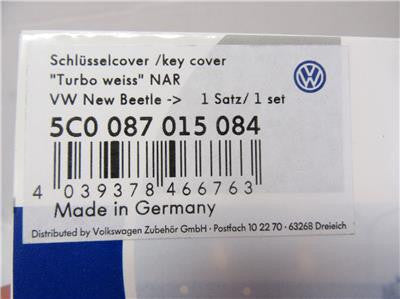 Schlüsselcover /key cover
"Turbo weiss" NAR
VW New Beetle -> 1 Satz/ 1 set
5C0 087 015 084
4 039378 466763
Made in Germany
Distributed by Volkswagen Zubehör GmbH · Postfach 10 22 70 · 63268 Dreieich